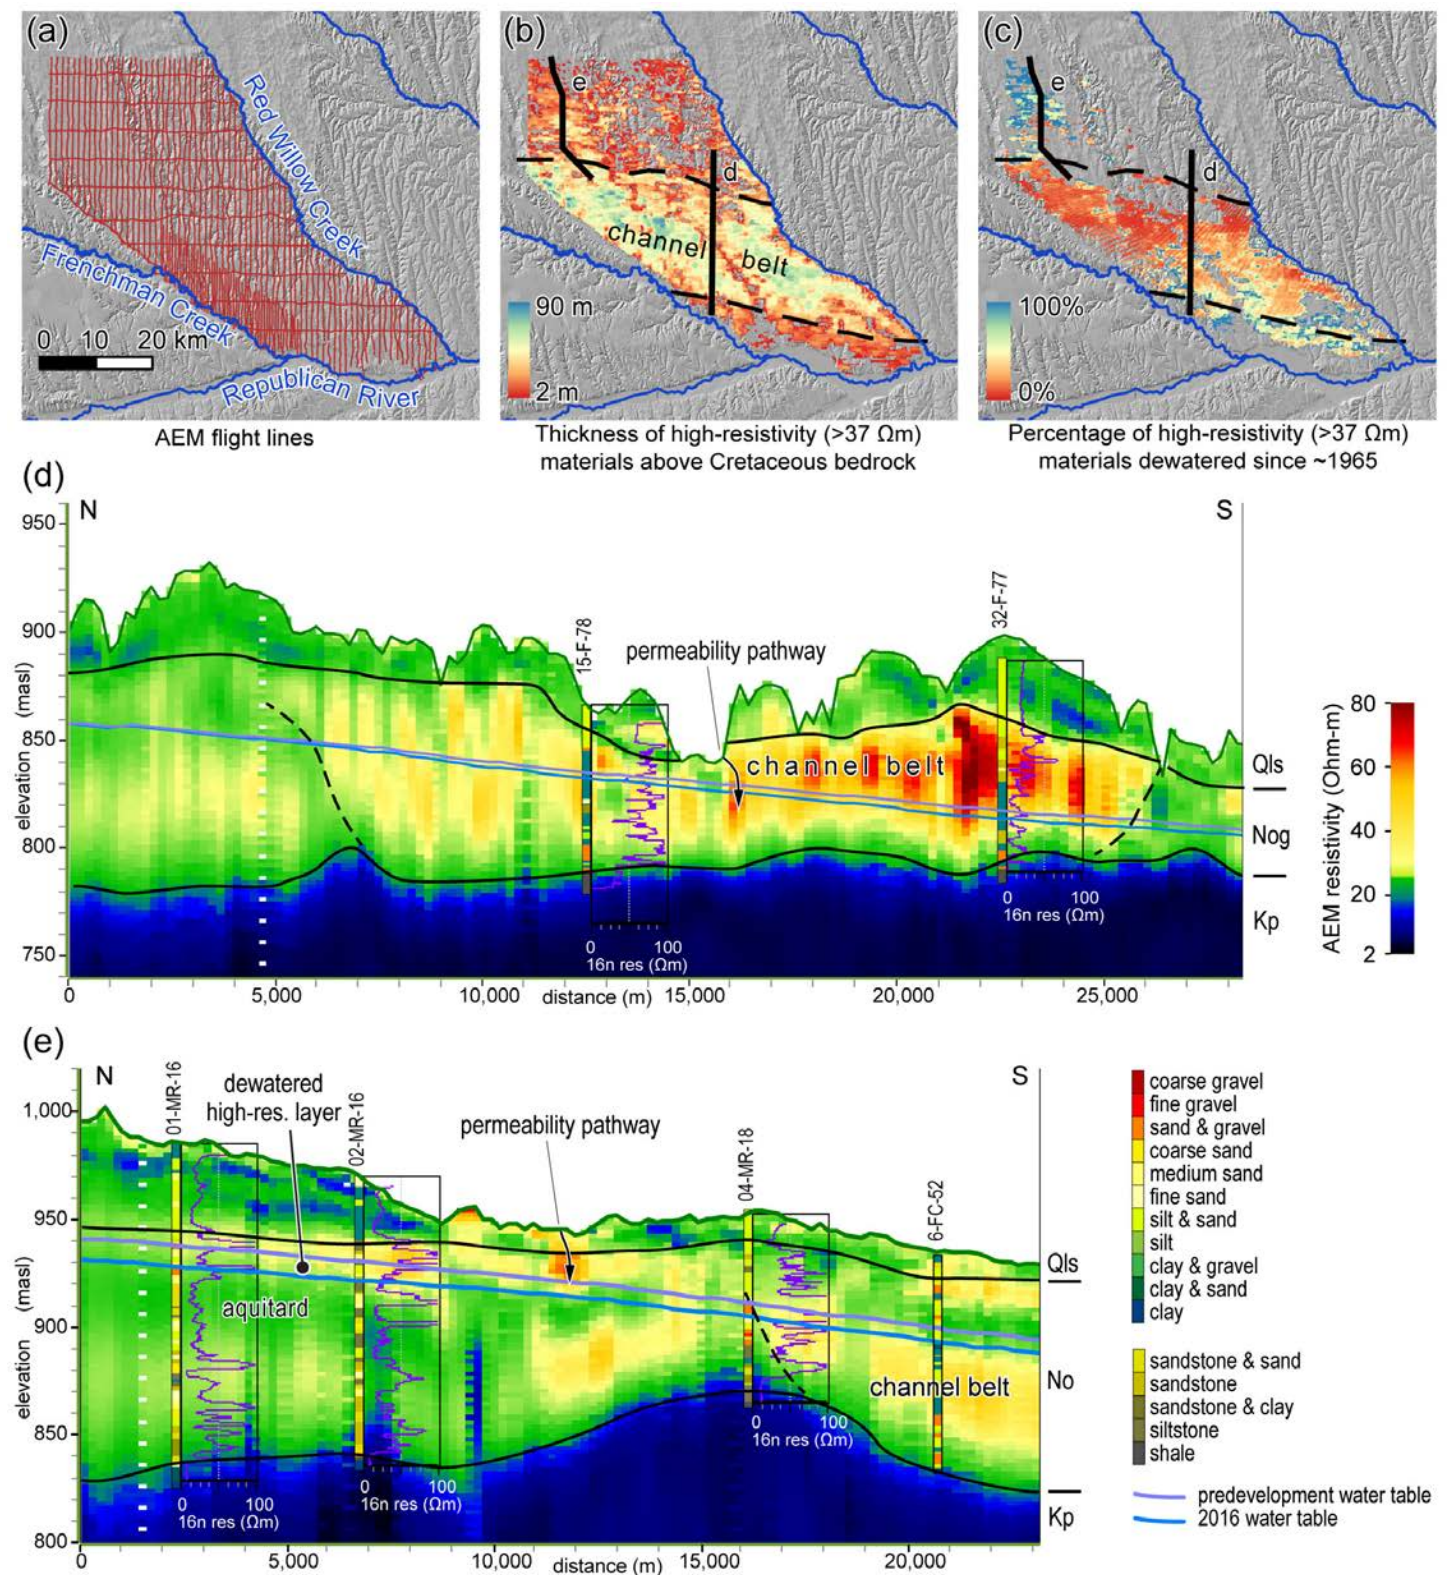 (a)
Red Willow Creek
Frenchman Creek
Republican River
0 10 20 km
AEM flight lines
(b)
e
d
channel belt
90 m
2 m
Thickness of high-resistivity (>37 Ωm)
materials above Cretaceous bedrock
(c)
e
d
100%
0%
Percentage of high-resistivity (>37 Ωm)
materials dewatered since ~1965
(d)
N
S
950
900
850
800
750
elevation (masl)
15-F-78
permeability pathway
32-F-77
channel belt
Qls
Nog
Kp
0 100
16n res (Ωm)
0 100
16n res (Ωm)
0 5,000 10,000 15,000 20,000 25,000
distance (m)
AEM resistivity (Ohm-m)
80
60
40
20
2
(e)
N
S
1,000
950
900
850
800
elevation (masl)
01-MR-16
dewatered
high-res. layer
02-MR-16
permeability pathway
04-MR-18
6-FC-52
aquitard
channel belt
Qls
No
Kp
0 100
16n res (Ωm)
0 100
16n res (Ωm)
0 100
16n res (Ωm)
0 5,000 10,000 15,000 20,000
distance (m)
coarse gravel
fine gravel
sand & gravel
coarse sand
medium sand
fine sand
silt & sand
silt
clay & gravel
clay & sand
clay
sandstone & sand
sandstone
sandstone & clay
siltstone
shale
predevelopment water table
2016 water table